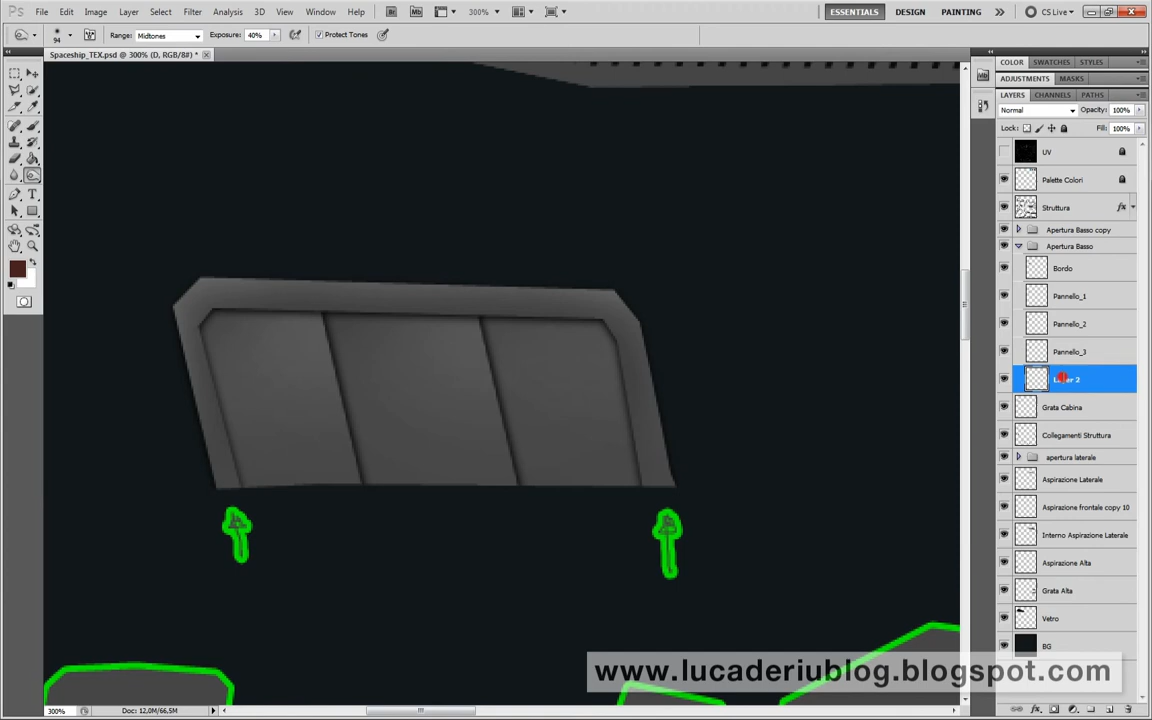 Ps File Edit Image Layer Select Filter Analysis 3D View Window Help Br Mb 300% ESSENTIALS DESIGN PAINTING CS Live
94 Range: Midtones Exposure: 40% Protect Tones
Spaceship_TEX.psd @ 300% (D, RGB/8#) *
COLOR SWATCHES STYLES
ADJUSTMENTS MASKS
LAYERS CHANNELS PATHS
Normal Opacity: 100%
Lock: Fill: 100%
UV
Palette Colori
Struttura fx
Apertura Basso copy
Apertura Basso
Bordo
Pannello_1
Pannello_2
Pannello_3
Grata Cabina
Collegamenti Struttura
apertura laterale
Aspirazione Laterale
Aspirazione frontale copy 10
Interno Aspirazione Laterale
Aspirazione Alta
Grata Alta
Vetro
BG
www.lucaderiublog.blogspot.com
300% Doc: 12,0M/66,5M